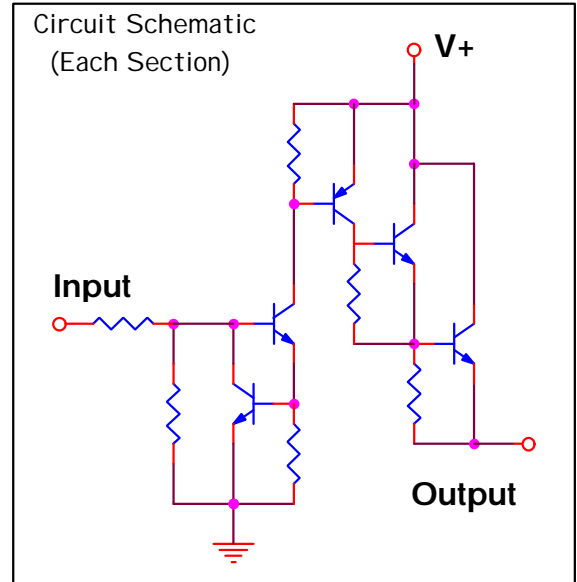 Circuit Schematic
(Each Section)
V+
Input
Output